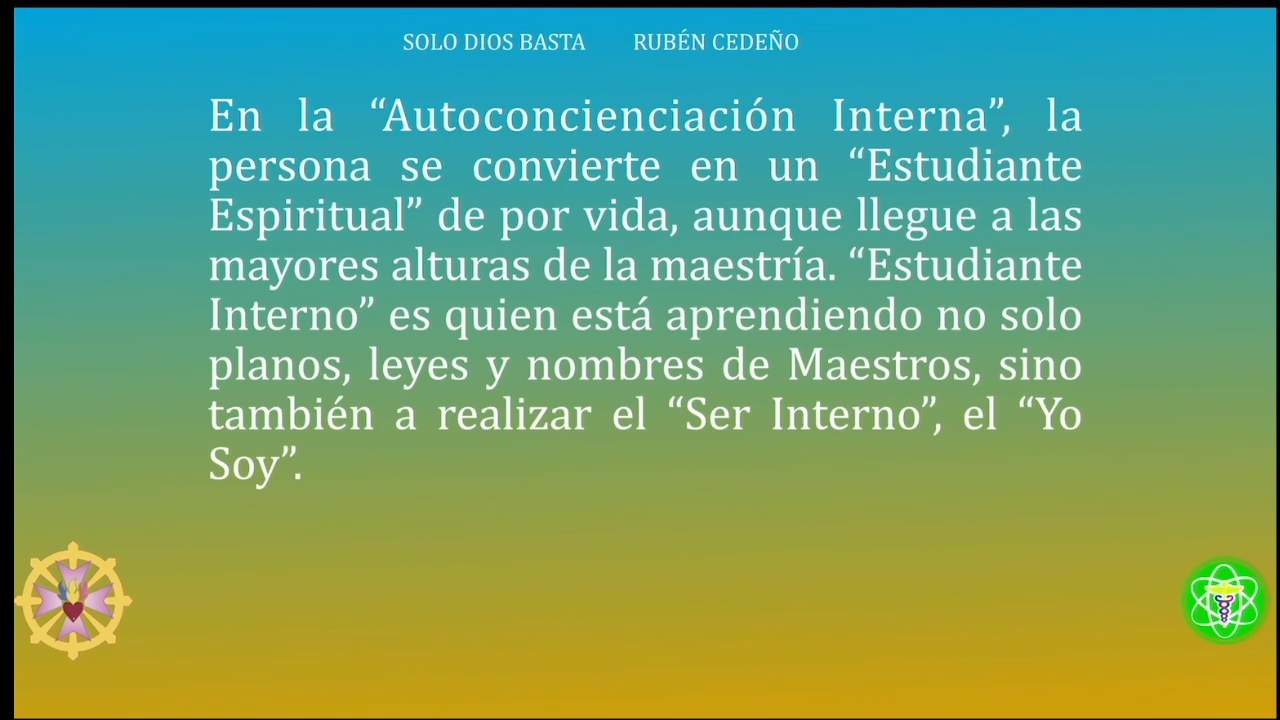 SOLO DIOS BASTA RUBÉN CEDEÑO
En la “Autoconcienciación Interna”, la
persona se convierte en un “Estudiante
Espiritual” de por vida, aunque llegue a las
mayores alturas de la maestría. “Estudiante
Interno” es quien está aprendiendo no solo
planos, leyes y nombres de Maestros, sino
también a realizar el “Ser Interno”, el “Yo
Soy”.